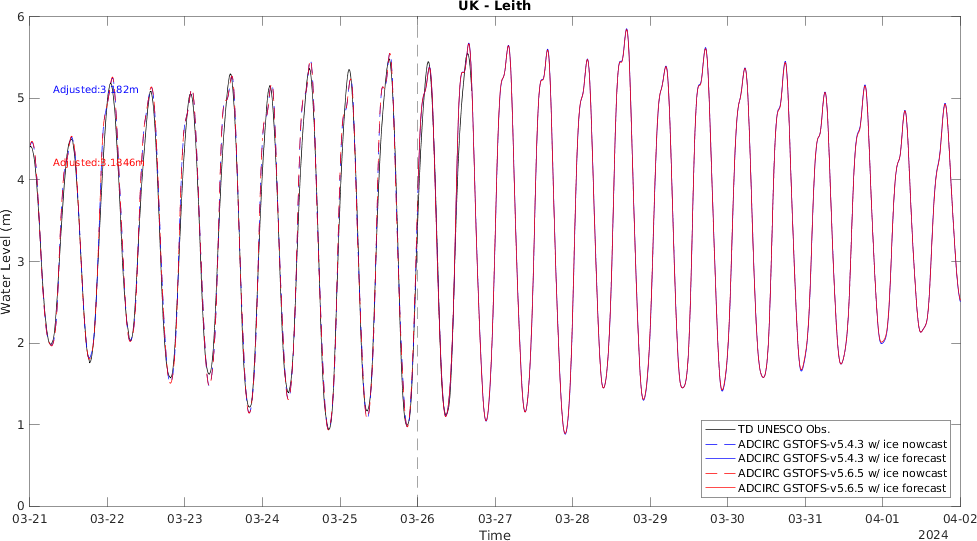 UK - Leith
6
5
4
3
2
1
0
Water Level (m)
Adjusted:3.182m
Adjusted:3.1846m
TD UNESCO Obs.
ADCIRC GSTOFS-v5.4.3 w/ ice nowcast
ADCIRC GSTOFS-v5.4.3 w/ ice forecast
ADCIRC GSTOFS-v5.6.5 w/ ice nowcast
ADCIRC GSTOFS-v5.6.5 w/ ice forecast
03-21 03-22 03-23 03-24 03-25 03-26 03-27 03-28 03-29 03-30 03-31 04-01 04-02
Time
2024